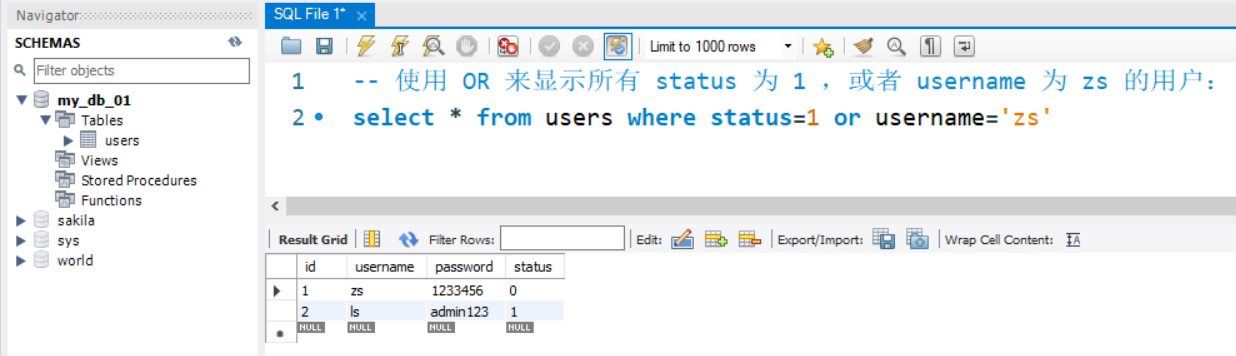 Navigator
SQL File 1*
SCHEMAS
Limit to 1000 rows
Filter objects
my_db_01
Tables
users
Views
Stored Procedures
Functions
sakila
sys
world
1 -- 使用 OR 来显示所有 status 为 1 ，或者 username 为 zs 的用户：
2 select * from users where status=1 or username='zs'
Result Grid Filter Rows: Edit: Export/Import: Wrap Cell Content:
id username password status
1 zs 1233456 0
2 ls admin123 1
NULL NULL NULL NULL